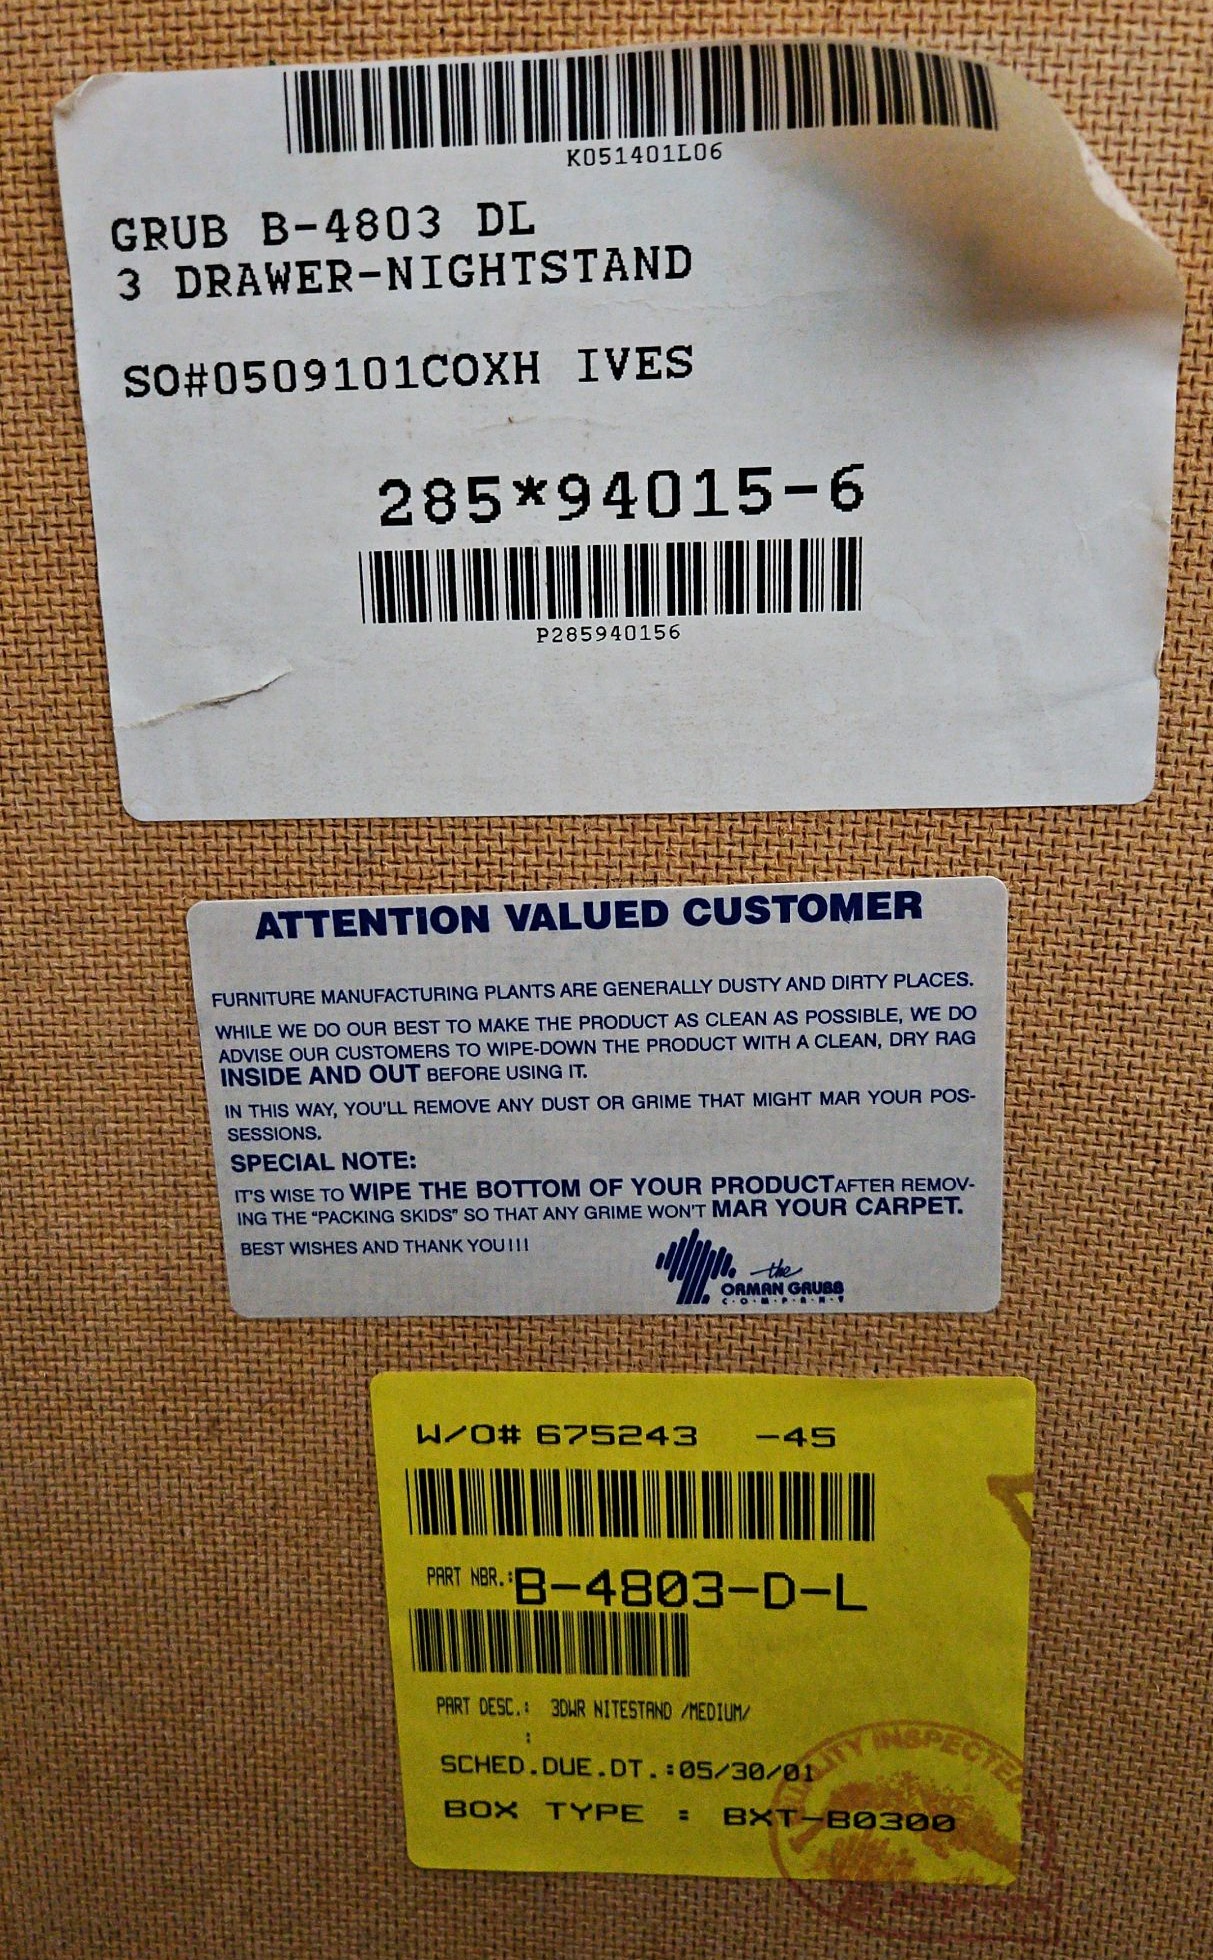 K051401L06
GRUB B-4803 DL
3 DRAWER-NIGHTSTAND
SO#0509101COXH IVES
285*94015-6
P285940156
ATTENTION VALUED CUSTOMER
FURNITURE MANUFACTURING PLANTS ARE GENERALLY DUSTY AND DIRTY PLACES.
WHILE WE DO OUR BEST TO MAKE THE PRODUCT AS CLEAN AS POSSIBLE, WE DO
ADVISE OUR CUSTOMERS TO WIPE-DOWN THE PRODUCT WITH A CLEAN, DRY RAG
INSIDE AND OUT BEFORE USING IT.
IN THIS WAY, YOU'LL REMOVE ANY DUST OR GRIME THAT MIGHT MAR YOUR POS-
SESSIONS.
SPECIAL NOTE:
IT'S WISE TO WIPE THE BOTTOM OF YOUR PRODUCT AFTER REMOV-
ING THE "PACKING SKIDS" SO THAT ANY GRIME WON'T MAR YOUR CARPET.
BEST WISHES AND THANK YOU!!!
the
ORMAN GRUBB
C·O·M·P·A·N·Y
W/O# 675243 -45
PART NBR.: B-4803-D-L
PART DESC.: 3DWR NITESTAND /MEDIUM/
:
SCHED.DUE.DT.:05/30/01
BOX TYPE : BXT-B0300
QUALITY INSPECTED